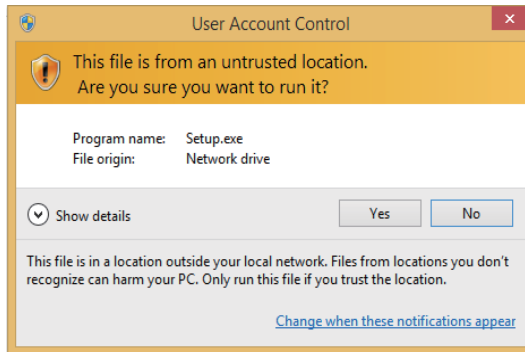 User Account Control
This file is from an untrusted location.
Are you sure you want to run it?
Program name: Setup.exe
File origin: Network drive
Show details
Yes
No
This file is in a location outside your local network. Files from locations you don't
recognize can harm your PC. Only run this file if you trust the location.
Change when these notifications appear